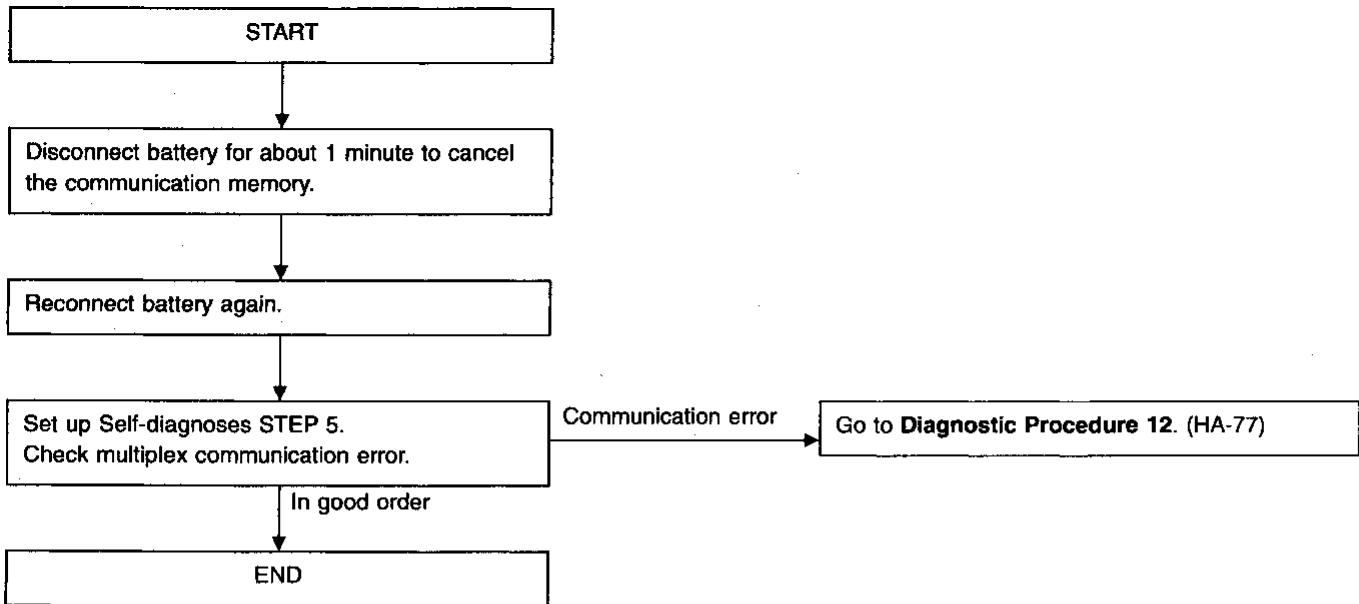 START
Disconnect battery for about 1 minute to cancel
the communication memory.
Reconnect battery again.
Set up Self-diagnoses STEP 5.
Check multiplex communication error.
Communication error
Go to Diagnostic Procedure 12. (HA-77)
In good order
END